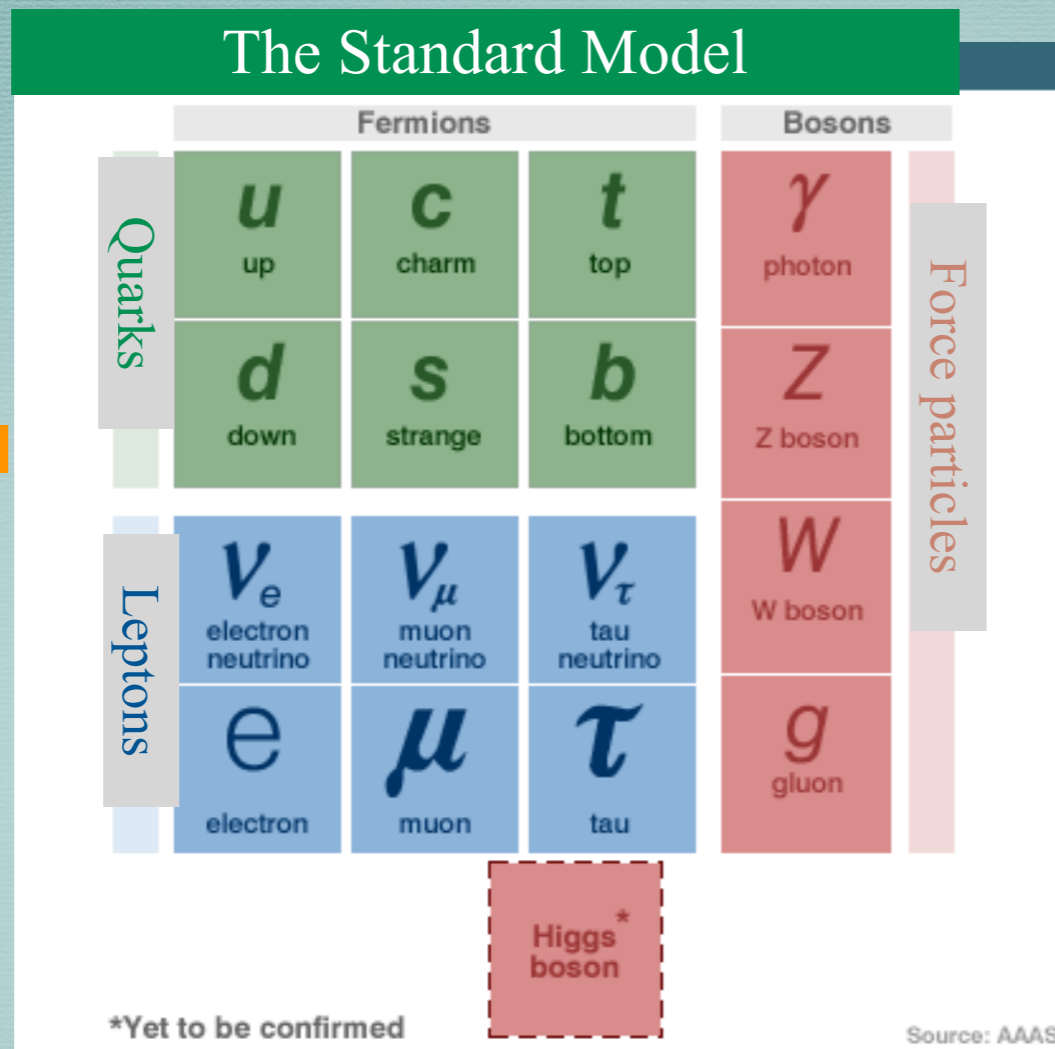 The Standard Model
Fermions
Bosons
Quarks
u
up
c
charm
t
top
d
down
s
strange
b
bottom
γ
photon
Z
Z boson
W
W boson
g
gluon
Force particles
Leptons
νe
electron
neutrino
νμ
muon
neutrino
ντ
tau
neutrino
e
electron
μ
muon
τ
tau
Higgs*
boson
*Yet to be confirmed
Source: AAAS